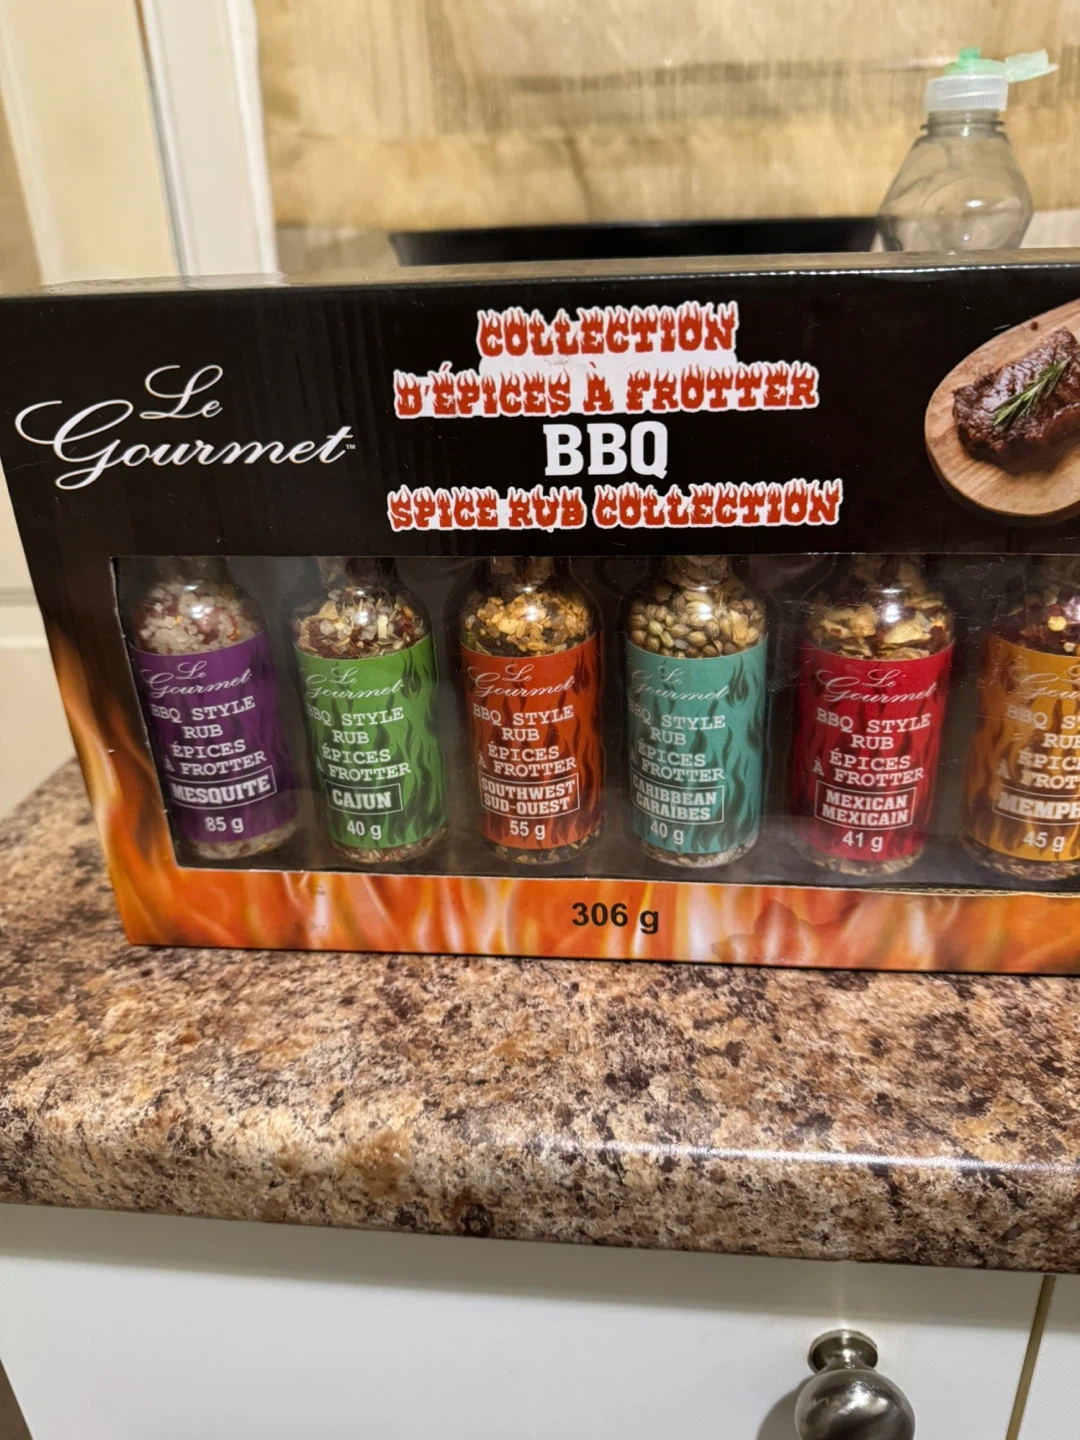 COLLECTION
D'ÉPICES À FROTTER
BBQ
SPICE RUB COLLECTION
Le
Gourmet™
Le
Gourmet
BBQ STYLE
RUB
ÉPICES
À FROTTER
MESQUITE
85 g
Le
Gourmet
BBQ STYLE
RUB
ÉPICES
À FROTTER
CAJUN
40 g
Le
Gourmet
BBQ STYLE
RUB
ÉPICES
À FROTTER
SOUTHWEST
SUD-OUEST
55 g
Le
Gourmet
BBQ STYLE
RUB
ÉPICES
À FROTTER
CARIBBEAN
CARAÏBES
40 g
Le
Gourmet
BBQ STYLE
RUB
ÉPICES
À FROTTER
MEXICAN
MEXICAIN
41 g
Le
BBQ
À
45 g
306 g